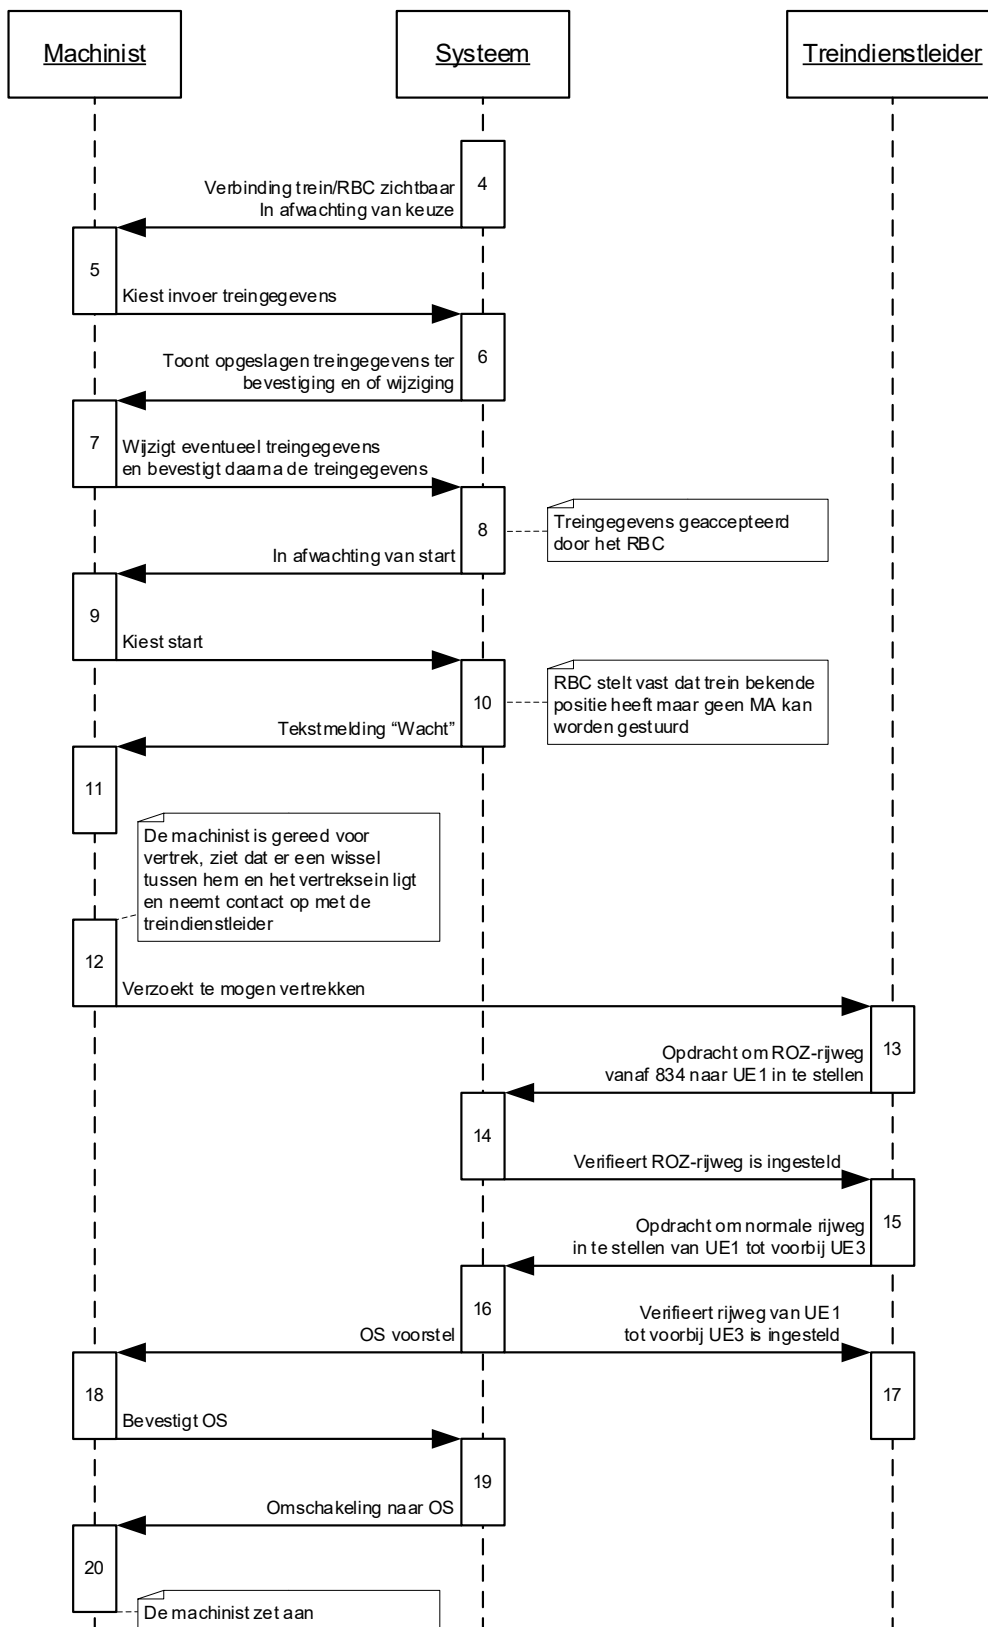 Machinist
Systeem
Treindienstleider
4
Verbinding trein/RBC zichtbaar
In afwachting van keuze
5
Kiest invoer treingegevens
6
Toont opgeslagen treingegevens ter
bevestiging en of wijziging
7
Wijzigt eventueel treingegevens
en bevestigt daarna de treingegevens
8
Treingegevens geaccepteerd
door het RBC
In afwachting van start
9
Kiest start
10
RBC stelt vast dat trein bekende
positie heeft maar geen MA kan
worden gestuurd
Tekstmelding “Wacht”
11
De machinist is gereed voor
vertrek, ziet dat er een wissel
tussen hem en het vertreksein ligt
en neemt contact op met de
treindienstleider
12
Verzoekt te mogen vertrekken
13
Opdracht om ROZ-rijweg
vanaf 834 naar UE1 in te stellen
14
Verifieert ROZ-rijweg is ingesteld
15
Opdracht om normale rijweg
in te stellen van UE1 tot voorbij UE3
16
OS voorstel
Verifieert rijweg van UE1
tot voorbij UE3 is ingesteld
17
18
Bevestigt OS
19
Omschakeling naar OS
20
De machinist zet aan